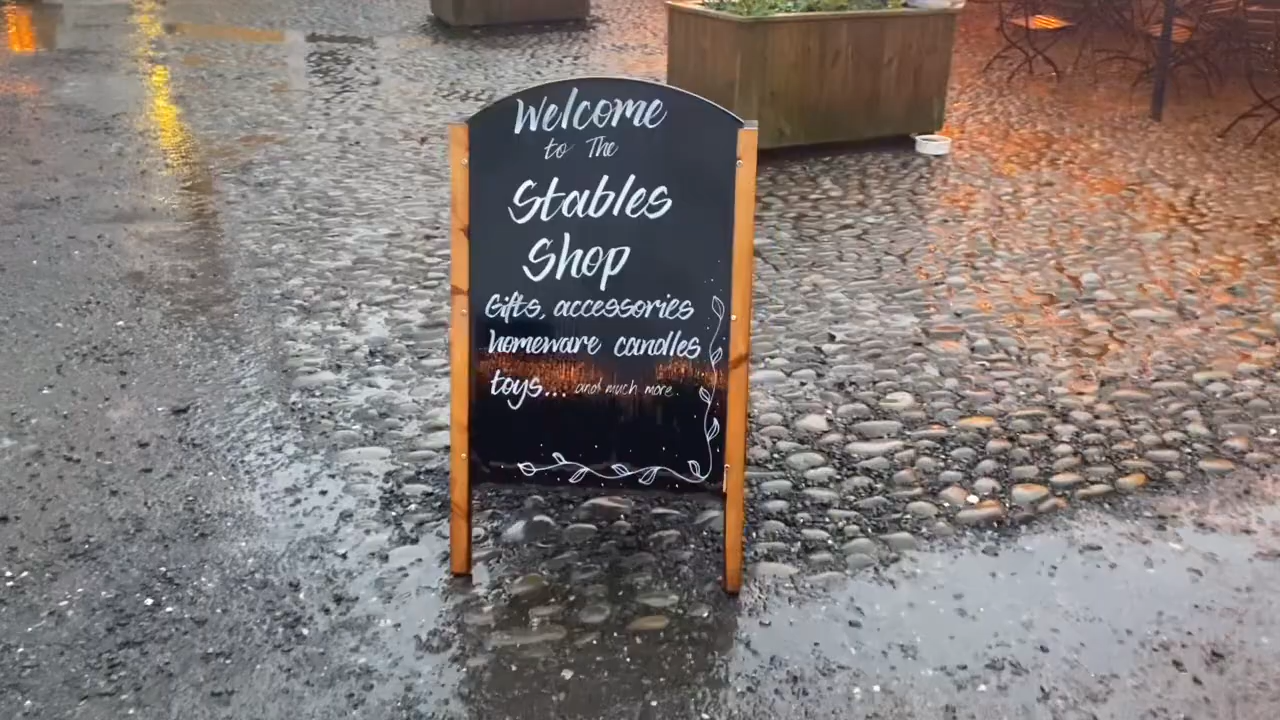 Welcome
to The
Stables
Shop
Gifts, accessories
homeware candles
toys... and much more.